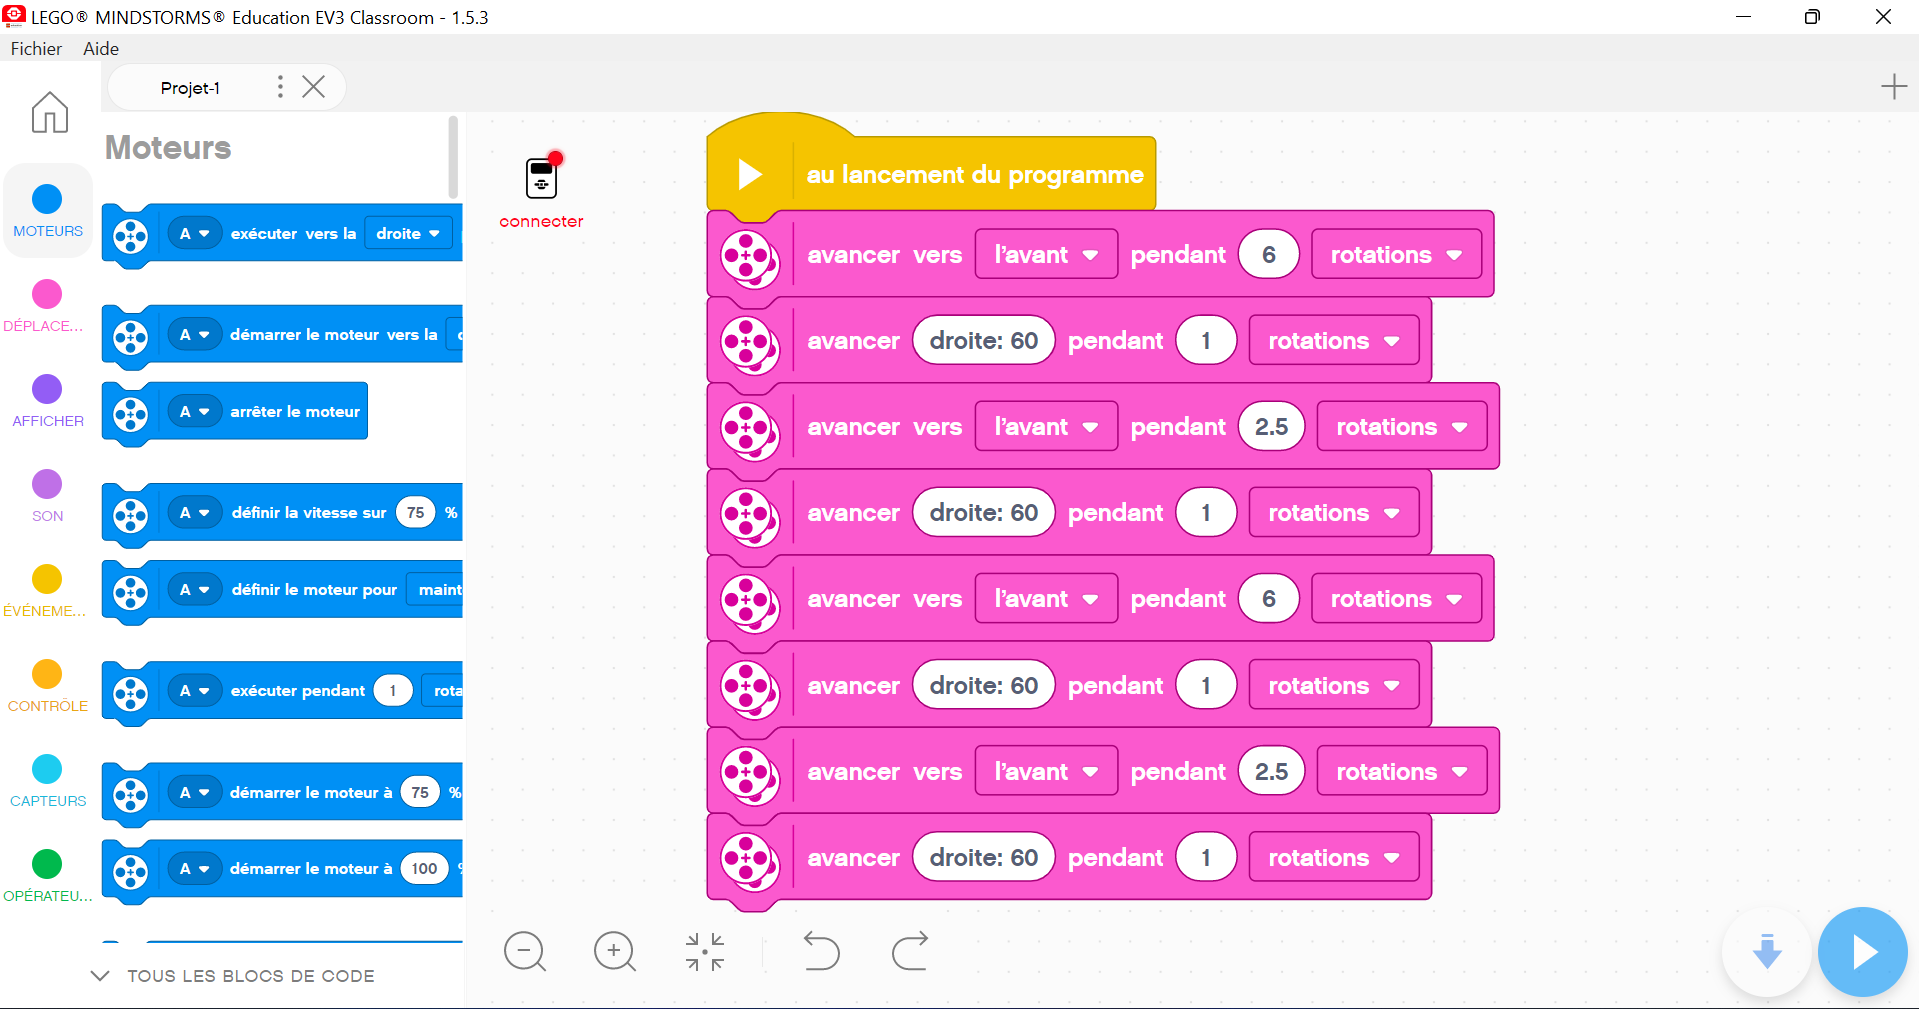 LEGO® MINDSTORMS® Education EV3 Classroom - 1.5.3
Fichier Aide
Projet-1
Moteurs
MOTEURS
DÉPLACE...
AFFICHER
SON
ÉVÉNEME...
CONTRÔLE
CAPTEURS
OPÉRATEU...
A exécuter vers la droite
A démarrer le moteur vers la
A arrêter le moteur
A définir la vitesse sur 75 %
A définir le moteur pour maint
A exécuter pendant 1 rota
A démarrer le moteur à 75 %
A démarrer le moteur à 100
TOUS LES BLOCS DE CODE
connecter
au lancement du programme
avancer vers l'avant pendant 6 rotations
avancer droite: 60 pendant 1 rotations
avancer vers l'avant pendant 2.5 rotations
avancer droite: 60 pendant 1 rotations
avancer vers l'avant pendant 6 rotations
avancer droite: 60 pendant 1 rotations
avancer vers l'avant pendant 2.5 rotations
avancer droite: 60 pendant 1 rotations